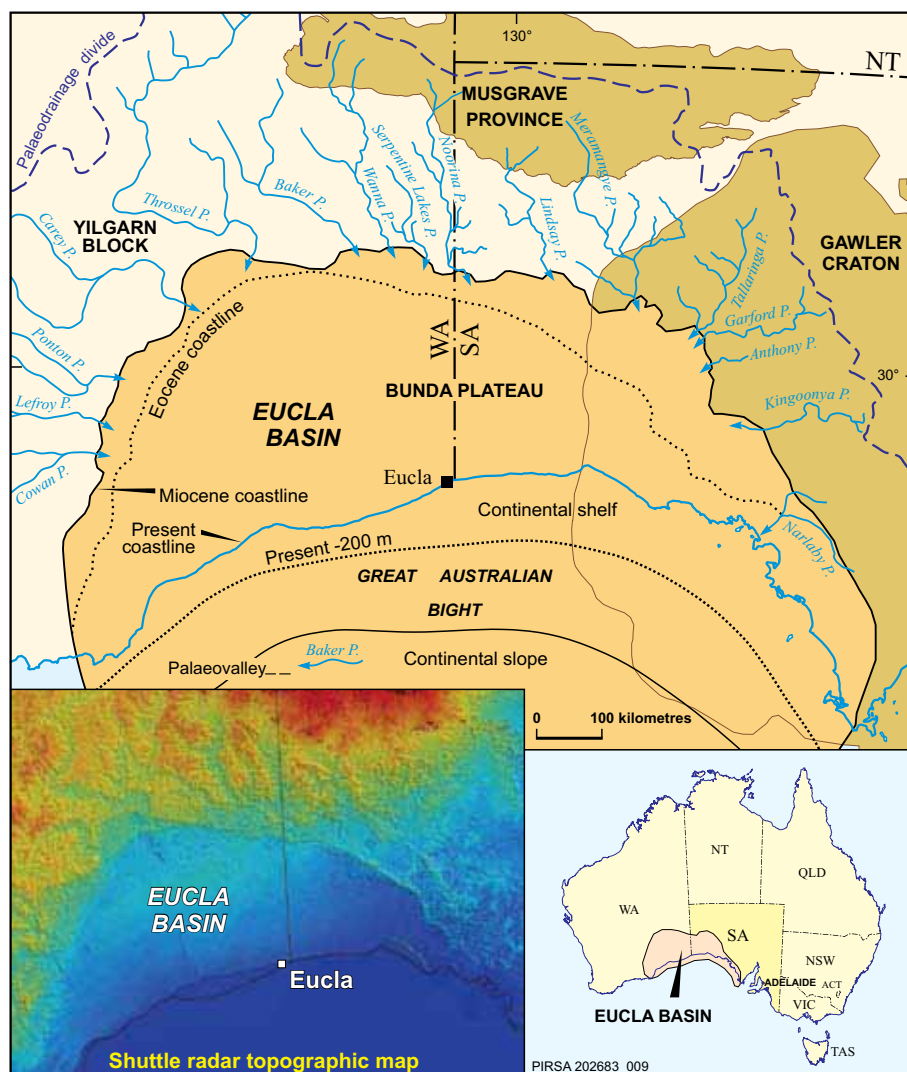 130°
NT
Palaeodrainage divide
MUSGRAVE
PROVINCE
Meramangye P.
Noorina P.
Serpentine Lakes P.
Wanna P.
Baker P.
Throssel P.
Lindsay P.
Carey P.
YILGARN
BLOCK
GAWLER
CRATON
Tallaringa P.
Garford P.
Anthony P.
Ponton P.
Eocene coastline
WA
SA
30°
BUNDA PLATEAU
Kingoonya P.
Lefroy P.
EUCLA
BASIN
Cowan P.
Eucla
Miocene coastline
Continental shelf
Present
coastline
Narlaby P.
Present -200 m
GREAT AUSTRALIAN
BIGHT
Baker P.
Palaeovalley
Continental slope
0 100 kilometres
EUCLA
BASIN
Eucla
Shuttle radar topographic map
NT
QLD
WA
SA
NSW
ADELAIDE
ACT
VIC
EUCLA BASIN
TAS
PIRSA 202683_009